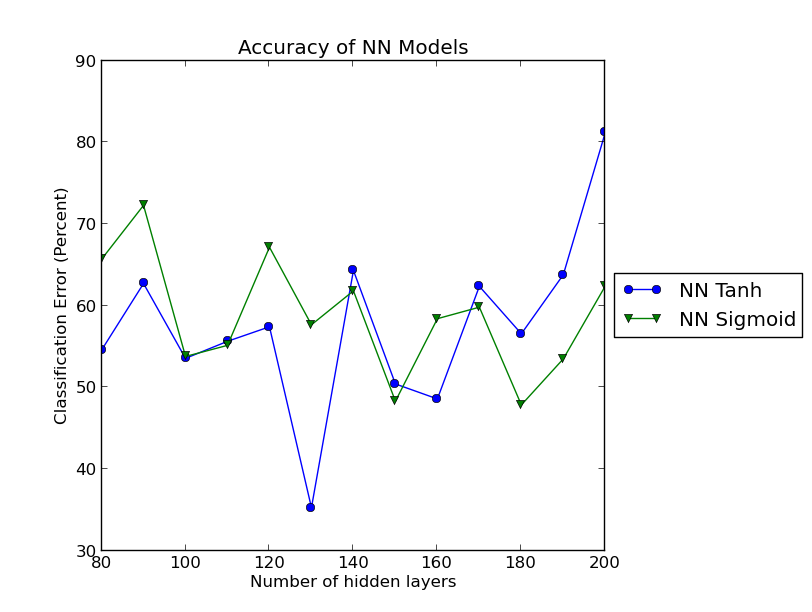 Accuracy of NN Models
Classification Error (Percent)
90
80
70
60
50
40
30
80 100 120 140 160 180 200
Number of hidden layers
NN Tanh
NN Sigmoid